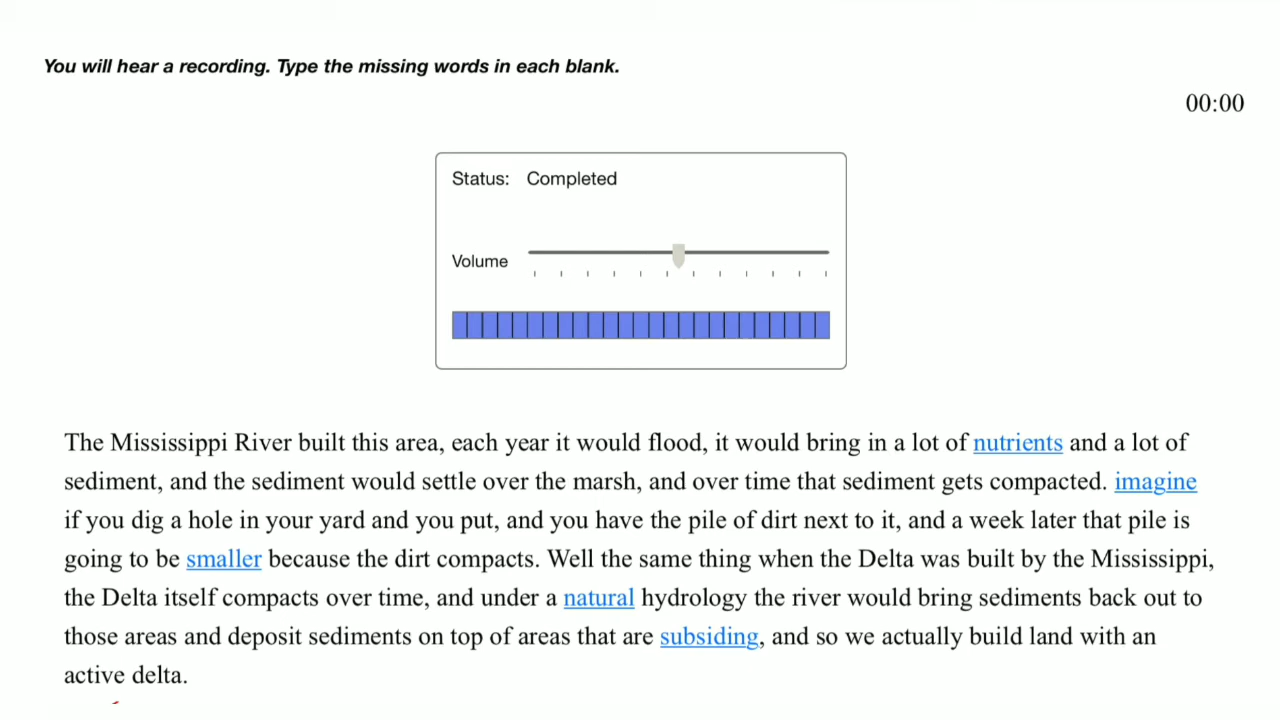 You will hear a recording. Type the missing words in each blank.
00:00
Status: Completed
Volume
The Mississippi River built this area, each year it would flood, it would bring in a lot of nutrients and a lot of
sediment, and the sediment would settle over the marsh, and over time that sediment gets compacted. imagine
if you dig a hole in your yard and you put, and you have the pile of dirt next to it, and a week later that pile is
going to be smaller because the dirt compacts. Well the same thing when the Delta was built by the Mississippi,
the Delta itself compacts over time, and under a natural hydrology the river would bring sediments back out to
those areas and deposit sediments on top of areas that are subsiding, and so we actually build land with an
active delta.